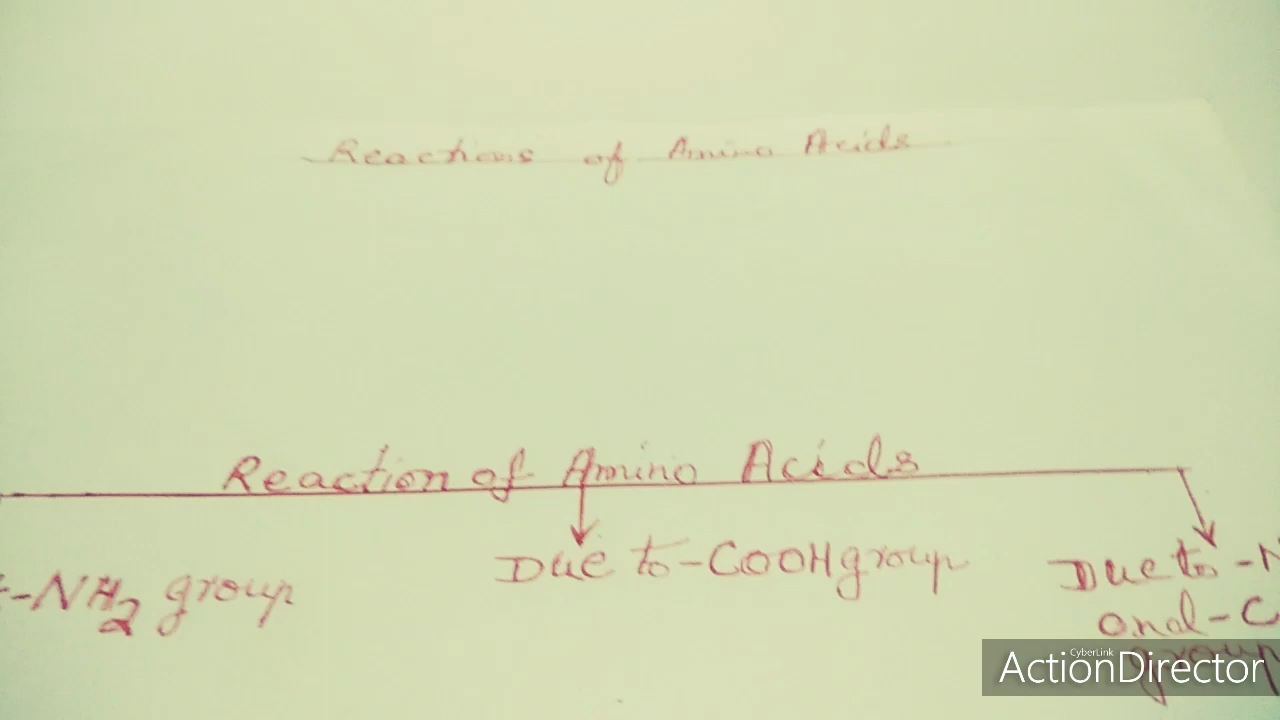 Reactions of Amino Acids
Reaction of Amino Acids
-NH2 group
Due to -COOH group
Due to -N
and -C
group
CyberLink
ActionDirector